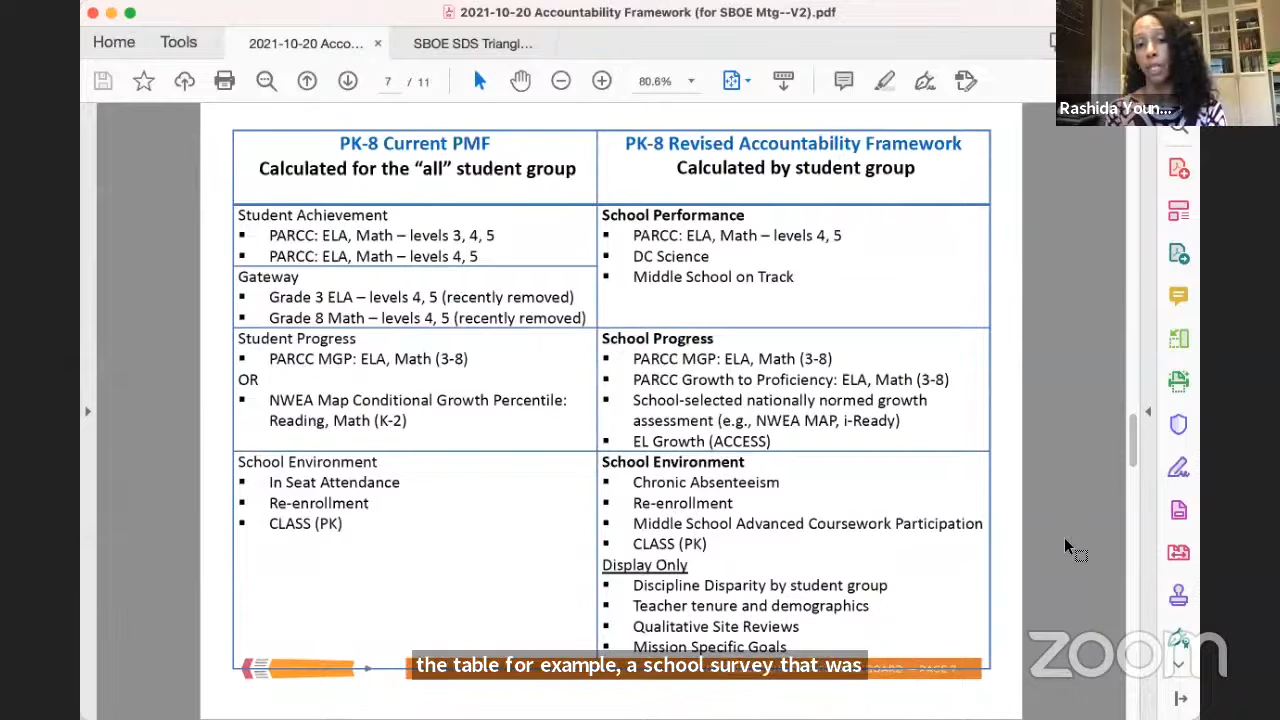 2021-10-20 Accountability Framework (for SBOE Mtg--V2).pdf
Home
Tools
2021-10-20 Acco... ×
SBOE SDS Triangl...
7 / 11
80.6%
Rashida Youn...
PK-8 Current PMF
Calculated for the “all” student group
PK-8 Revised Accountability Framework
Calculated by student group
Student Achievement
▪ PARCC: ELA, Math – levels 3, 4, 5
▪ PARCC: ELA, Math – levels 4, 5
Gateway
▪ Grade 3 ELA – levels 4, 5 (recently removed)
▪ Grade 8 Math – levels 4, 5 (recently removed)
School Performance
▪ PARCC: ELA, Math – levels 4, 5
▪ DC Science
▪ Middle School on Track
Student Progress
▪ PARCC MGP: ELA, Math (3-8)
OR
▪ NWEA Map Conditional Growth Percentile:
Reading, Math (K-2)
School Progress
▪ PARCC MGP: ELA, Math (3-8)
▪ PARCC Growth to Proficiency: ELA, Math (3-8)
▪ School-selected nationally normed growth
assessment (e.g., NWEA MAP, i-Ready)
▪ EL Growth (ACCESS)
School Environment
▪ In Seat Attendance
▪ Re-enrollment
▪ CLASS (PK)
School Environment
▪ Chronic Absenteeism
▪ Re-enrollment
▪ Middle School Advanced Coursework Participation
▪ CLASS (PK)
Display Only
▪ Discipline Disparity by student group
▪ Teacher tenure and demographics
▪ Qualitative Site Reviews
▪ Mission Specific Goals
the table for example, a school survey that was
BOARD — PAGE 7
zoom